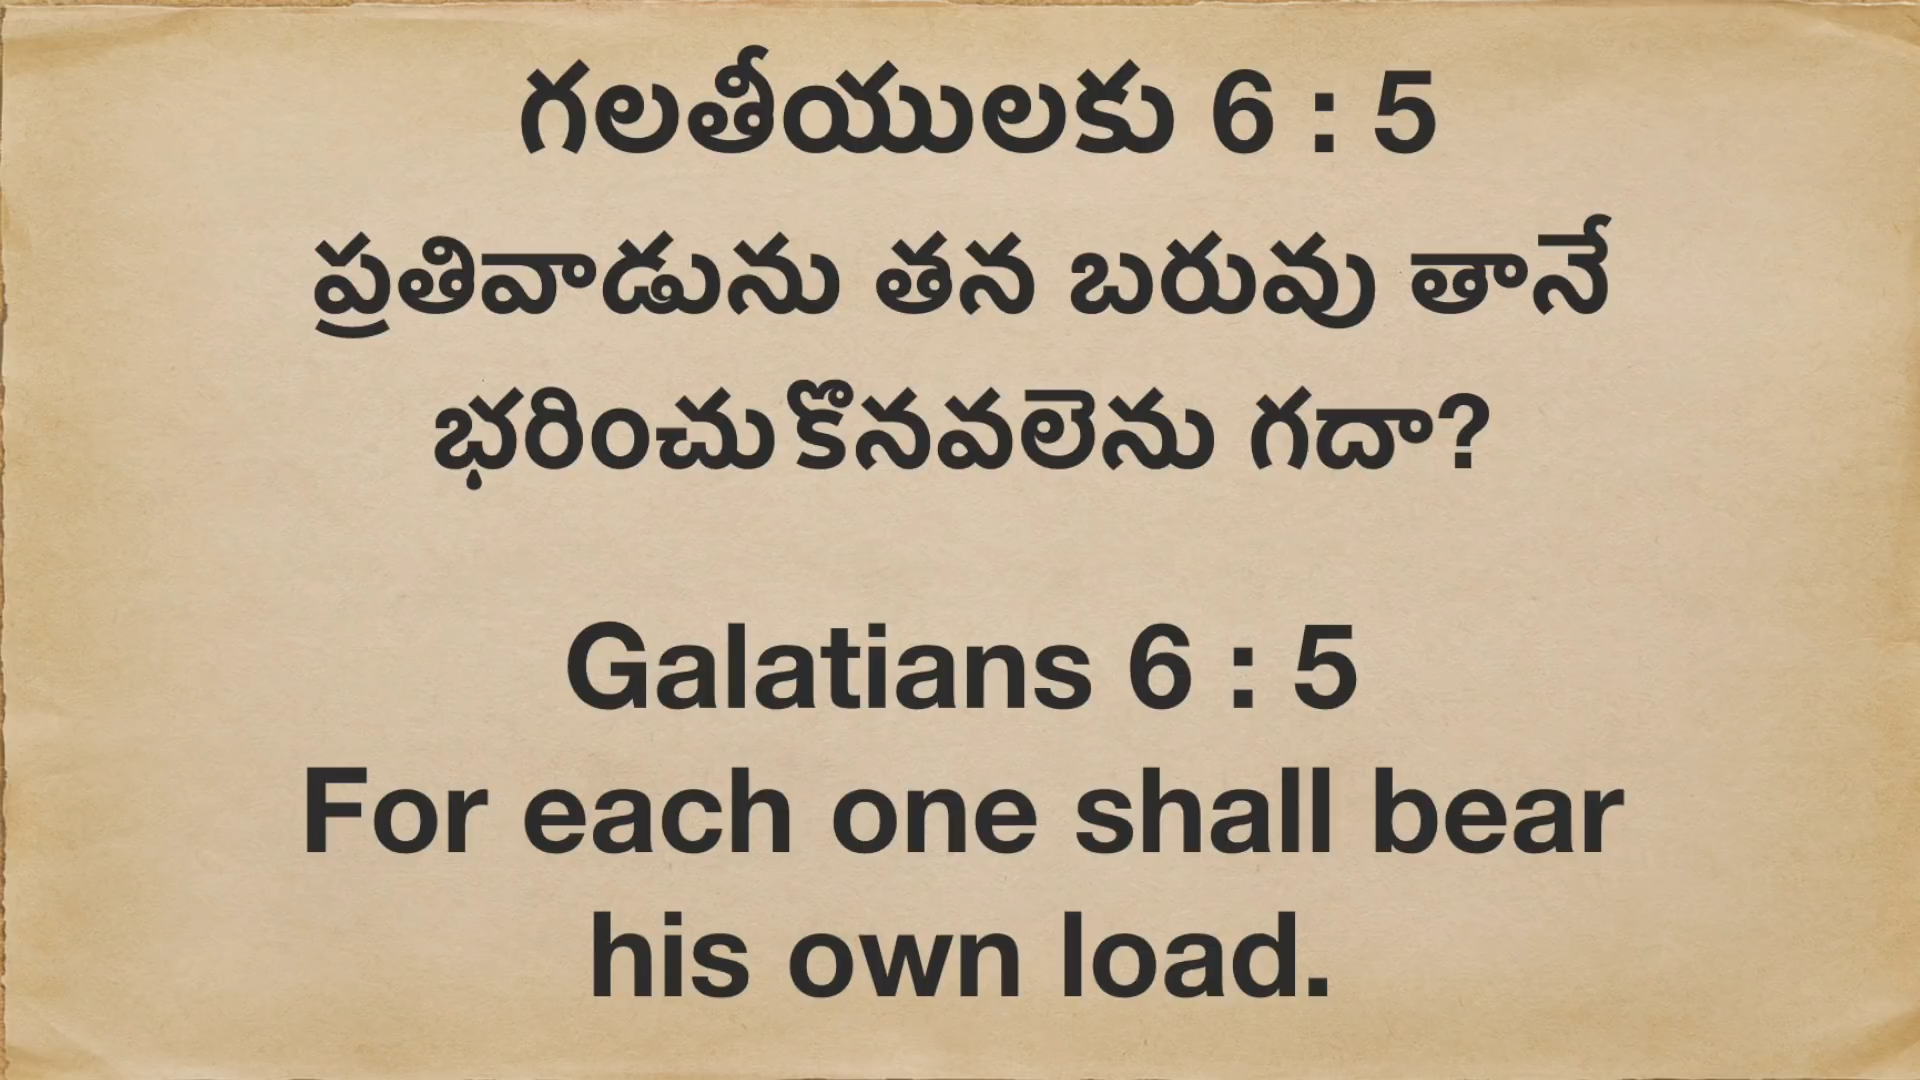 గలతీయులకు 6 : 5
ప్రతివాడును తన బరువు తానే
భరించుకొనవలెను గదా?
Galatians 6 : 5
For each one shall bear
his own load.